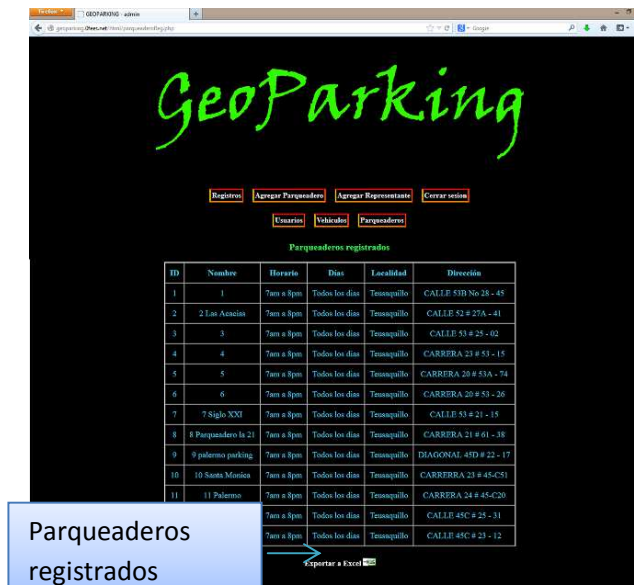 GEOPARKING - admin
geoparking.0fees.net/html/parqueaderoReg.php
Google
GeoParking
Registros Agregar Parqueadero Agregar Representante Cerrar sesion
Usuarios Vehiculos Parqueaderos
Parqueaderos registrados
ID Nombre Horario Días Localidad Dirección
1 1 7am a 8pm Todos los dias Teusaquillo CALLE 53B No 28 - 45
2 2 Las Acacias 7am a 8pm Todos los dias Teusaquillo CALLE 52 # 27A - 41
3 3 7am a 8pm Todos los dias Teusaquillo CALLE 53 # 25 - 02
4 4 7am a 8pm Todos los dias Teusaquillo CARRERA 23 # 53 - 15
5 5 7am a 8pm Todos los dias Teusaquillo CARRERA 20 # 53A - 74
6 6 7am a 8pm Todos los dias Teusaquillo CARRERA 20 # 53 - 26
7 7 Siglo XXI 7am a 8pm Todos los dias Teusaquillo CALLE 53 # 21 - 15
8 8 Parqueadero la 21 7am a 8pm Todos los dias Teusaquillo CARRERA 21 # 61 - 38
9 9 palermo parking 7am a 8pm Todos los dias Teusaquillo DIAGONAL 45D # 22 - 17
10 10 Santa Monica 7am a 8pm Todos los dias Teusaquillo CARRERRA 23 # 45-C51
11 11 Palermo 7am a 8pm Todos los dias Teusaquillo CARRERA 24 # 45-C20
7am a 8pm Todos los dias Teusaquillo CALLE 45C # 25 - 31
7am a 8pm Todos los dias Teusaquillo CALLE 45C # 23 - 12
Exportar a Excel
Parqueaderos
registrados